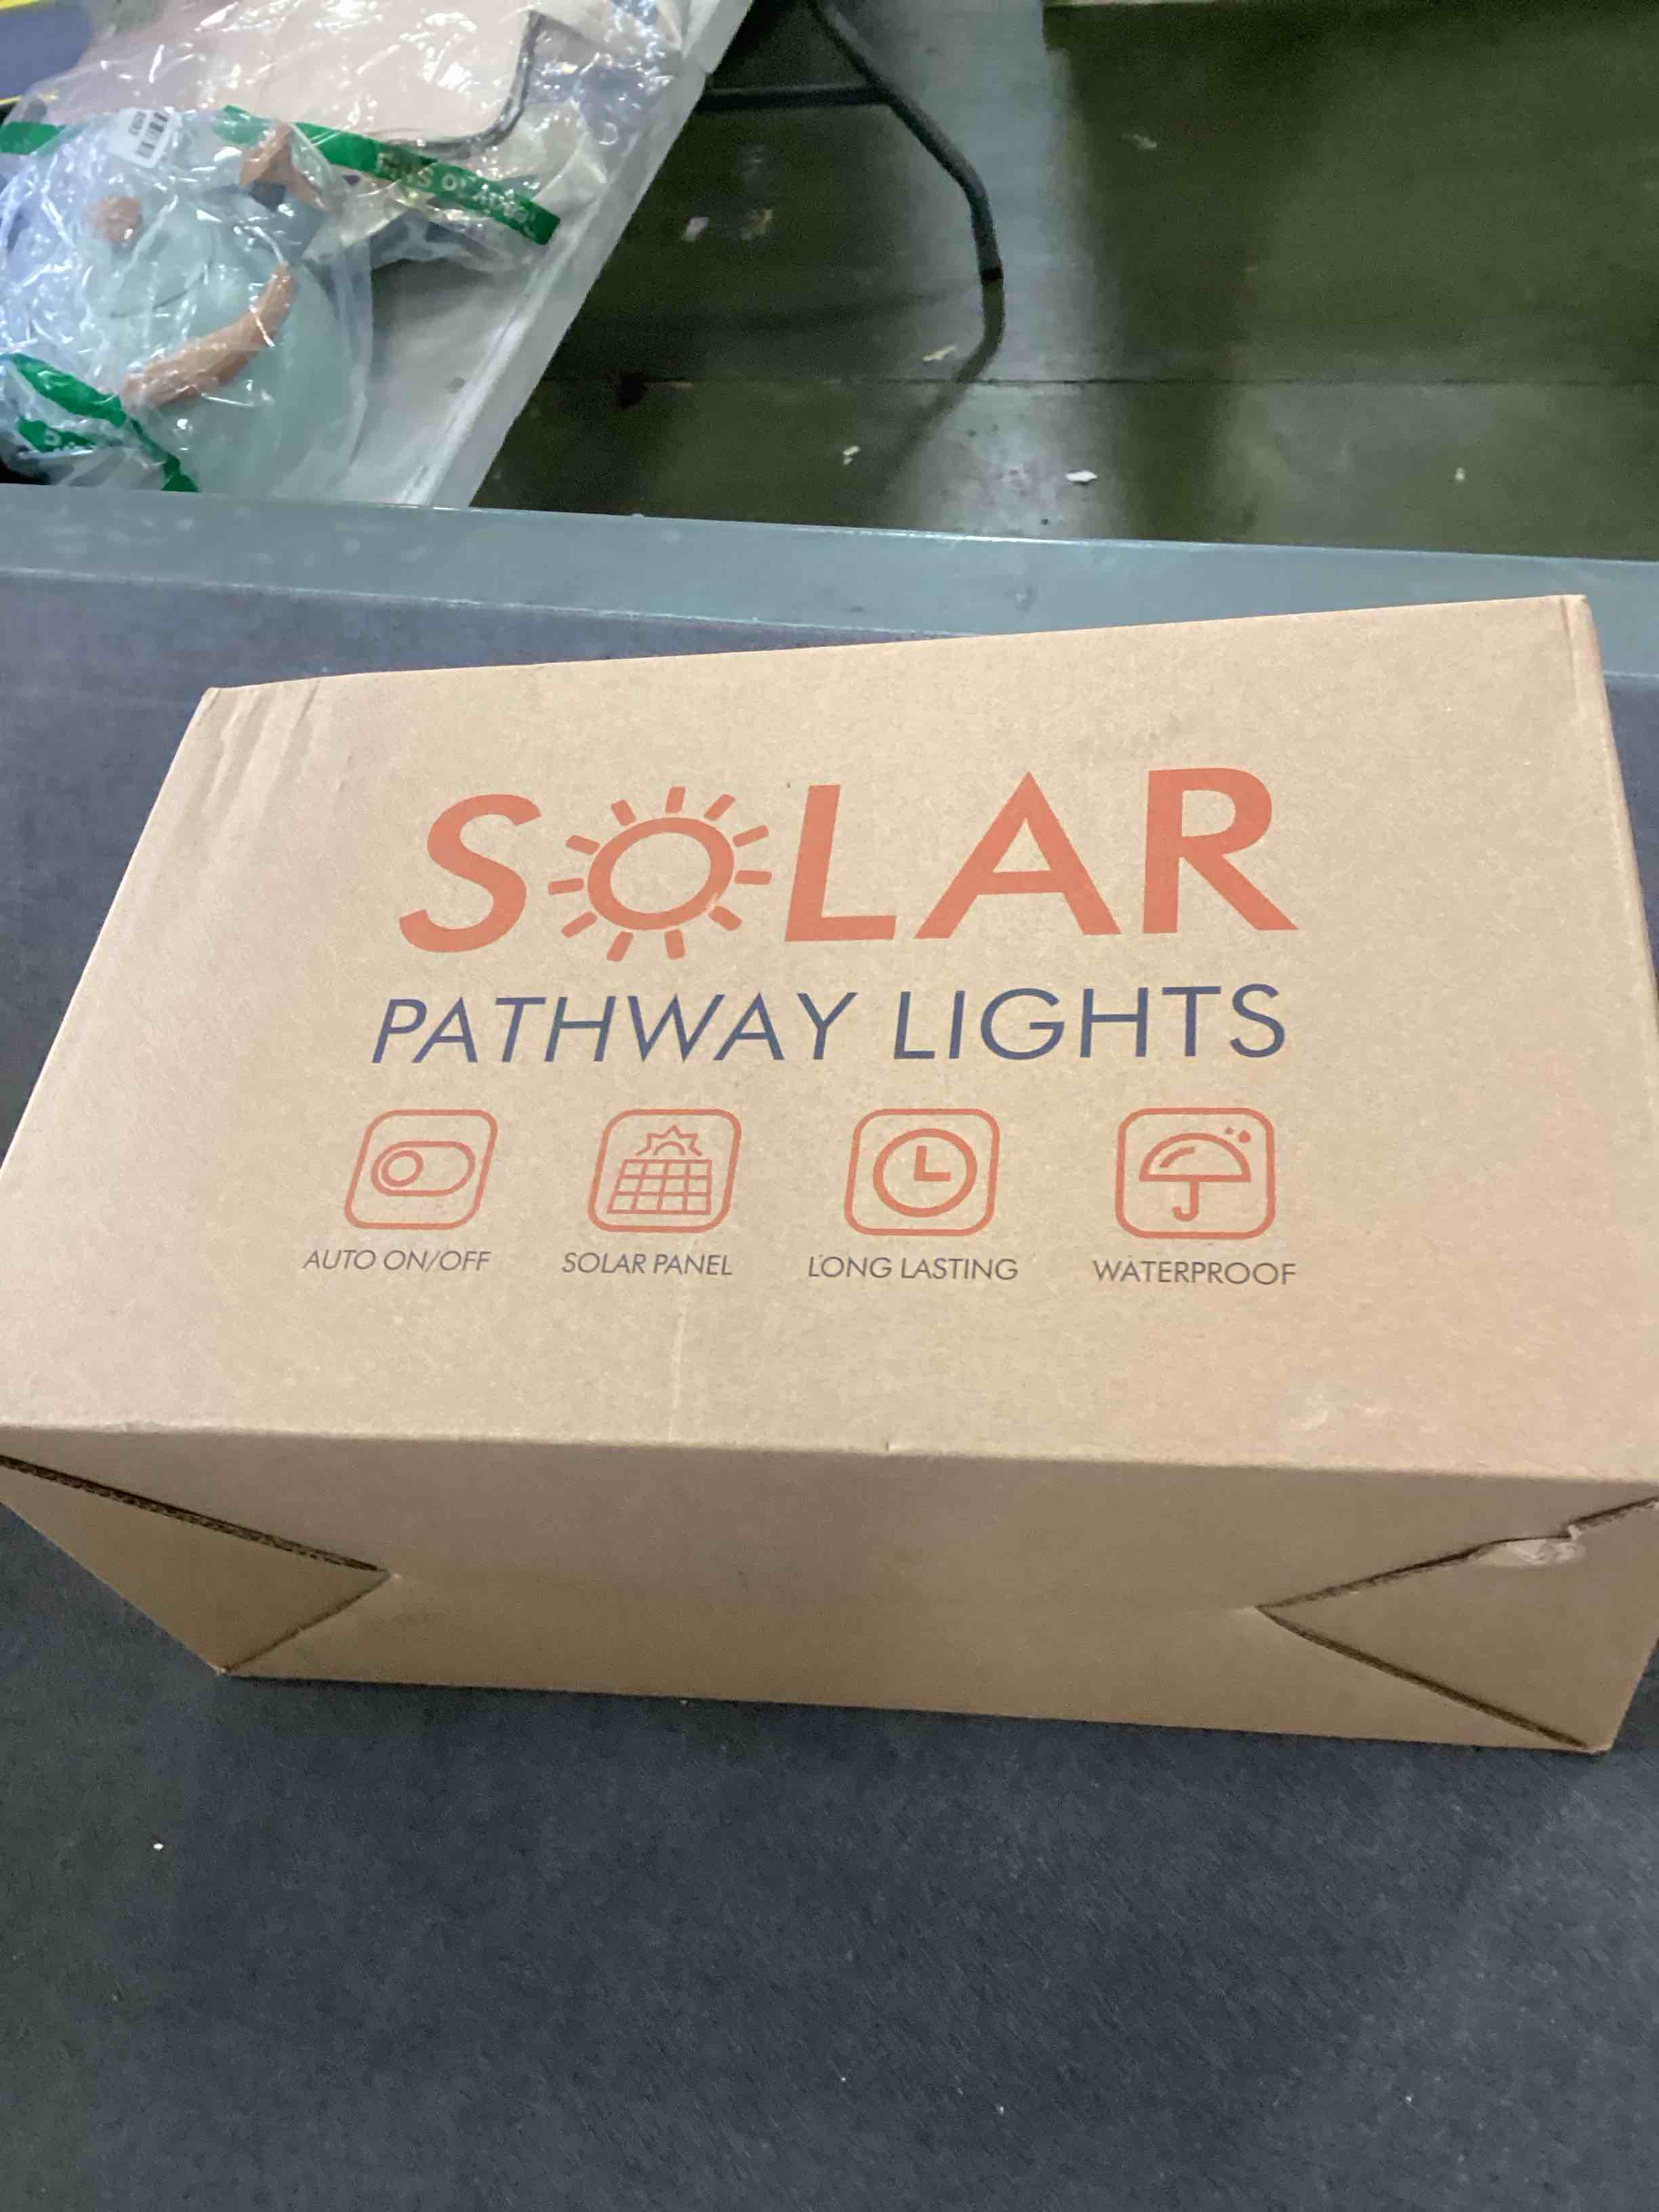 SOLAR
PATHWAY LIGHTS
AUTO ON/OFF SOLAR PANEL LONG LASTING WATERPROOF